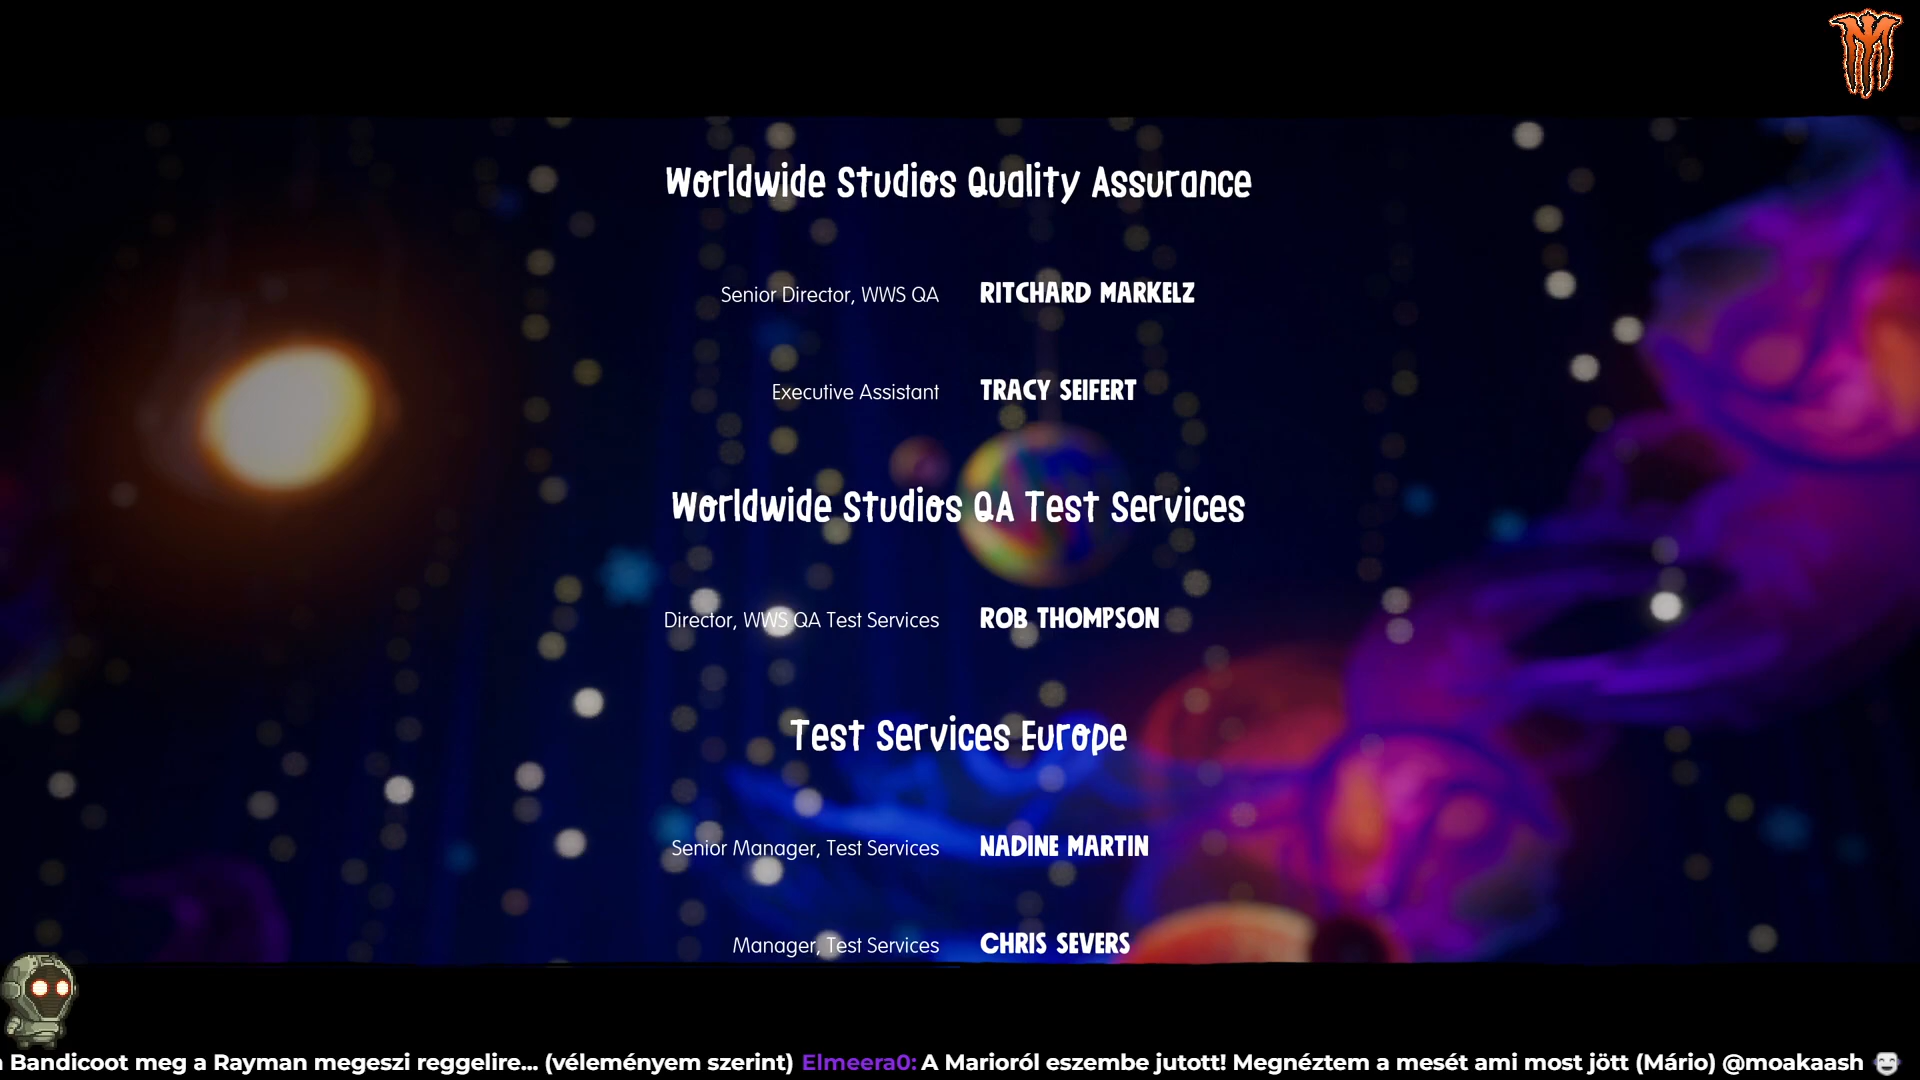 Worldwide Studios Quality Assurance
Senior Director, WWS QA RITCHARD MARKELZ
Executive Assistant TRACY SEIFERT
Worldwide Studios QA Test Services
Director, WWS QA Test Services ROB THOMPSON
Test Services Europe
Senior Manager, Test Services NADINE MARTIN
Manager, Test Services CHRIS SEVERS
Bandicoot meg a Rayman megeszi reggelire... (véleményem szerint) Elmeera0: A Marioról eszembe jutott! Megnéztem a mesét ami most jött (Mário) @moakaash